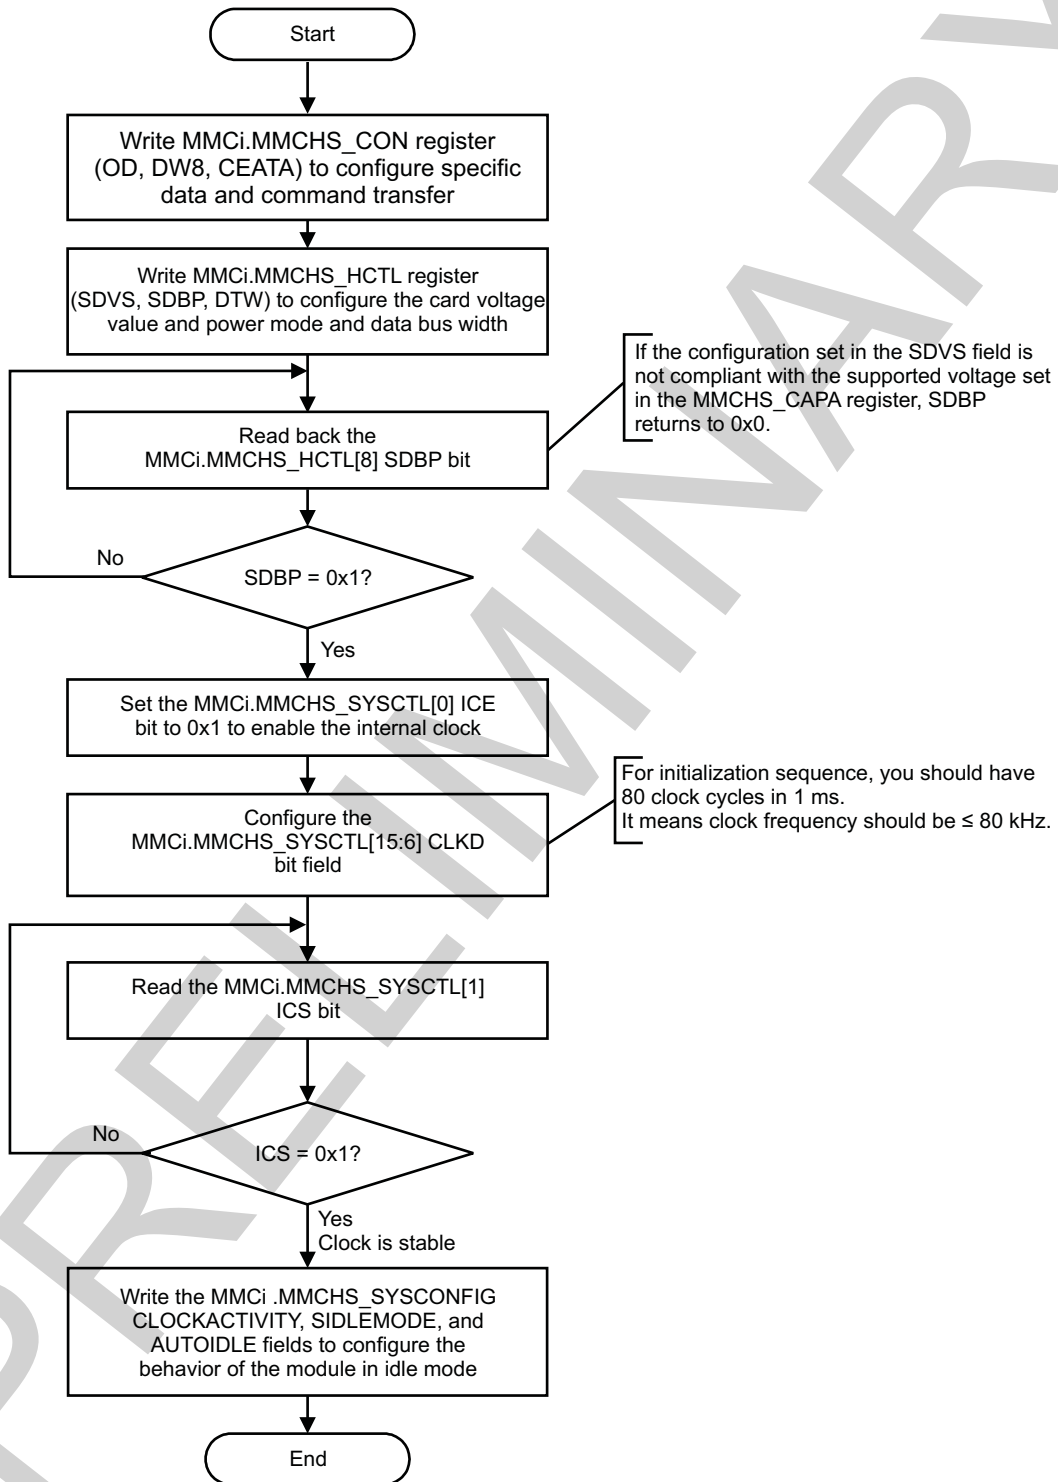 Start
Write MMCi.MMCHS_CON register
(OD, DW8, CEATA) to configure specific
data and command transfer
Write MMCi.MMCHS_HCTL register
(SDVS, SDBP, DTW) to configure the card voltage
value and power mode and data bus width
If the configuration set in the SDVS field is
not compliant with the supported voltage set
in the MMCHS_CAPA register, SDBP
returns to 0x0.
Read back the
MMCi.MMCHS_HCTL[8] SDBP bit
No
SDBP = 0x1?
Yes
Set the MMCi.MMCHS_SYSCTL[0] ICE
bit to 0x1 to enable the internal clock
For initialization sequence, you should have
80 clock cycles in 1 ms.
It means clock frequency should be ≤ 80 kHz.
Configure the
MMCi.MMCHS_SYSCTL[15:6] CLKD
bit field
Read the MMCi.MMCHS_SYSCTL[1]
ICS bit
No
ICS = 0x1?
Yes
Clock is stable
Write the MMCi .MMCHS_SYSCONFIG
CLOCKACTIVITY, SIDLEMODE, and
AUTOIDLE fields to configure the
behavior of the module in idle mode
End
PRELIMINARY